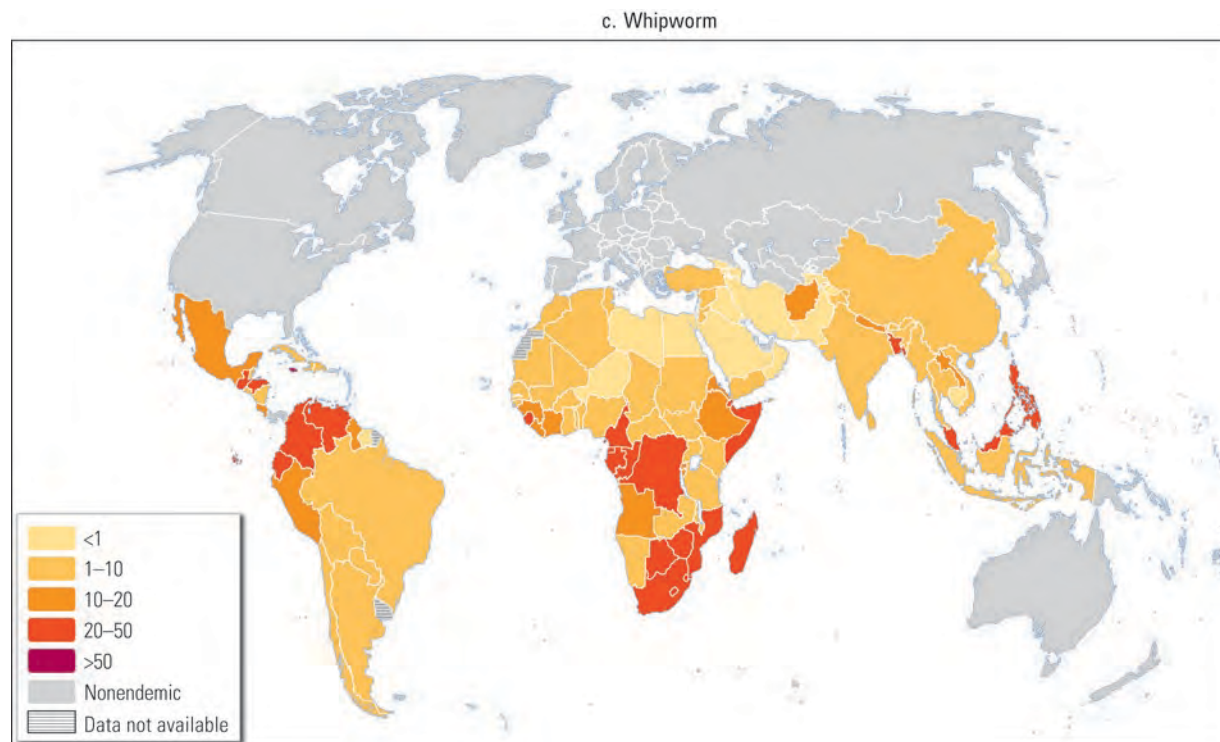 c. Whipworm
<1
1–10
10–20
20–50
>50
Nonendemic
Data not available